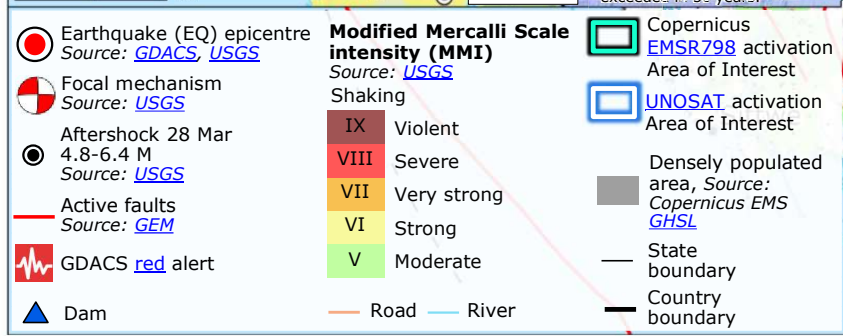 Earthquake (EQ) epicentre
Source: GDACS, USGS
Focal mechanism
Source: USGS
Aftershock 28 Mar
4.8-6.4 M
Source: USGS
Active faults
Source: GEM
GDACS red alert
Dam
Modified Mercalli Scale
intensity (MMI)
Source: USGS
Shaking
IX Violent
VIII Severe
VII Very strong
VI Strong
V Moderate
Road River
Copernicus
EMSR798 activation
Area of Interest
UNOSAT activation
Area of Interest
Densely populated
area, Source:
Copernicus EMS
GHSL
State
boundary
Country
boundary